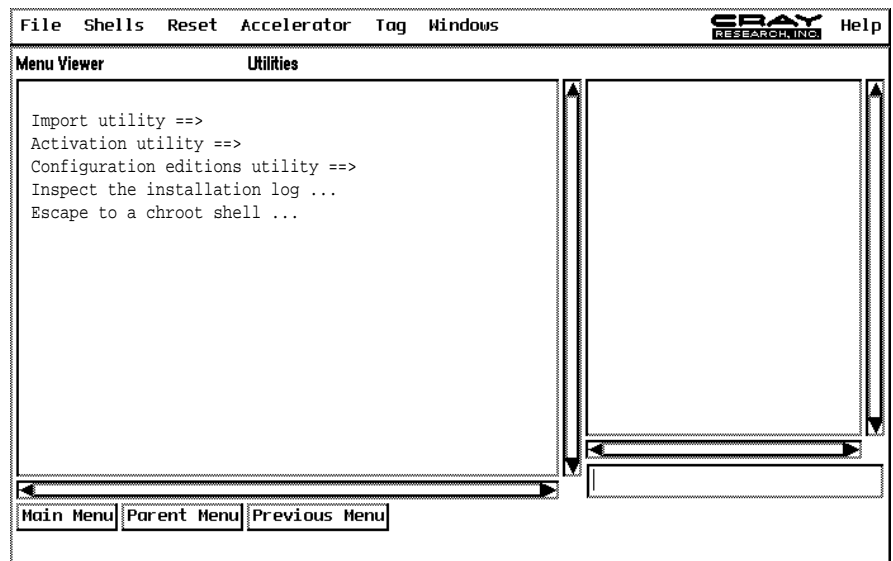 File Shells Reset Accelerator Tag Windows CRAY RESEARCH, INC. Help
Menu Viewer Utilities
Import utility ==>
Activation utility ==>
Configuration editions utility ==>
Inspect the installation log ...
Escape to a chroot shell ...
Main Menu Parent Menu Previous Menu